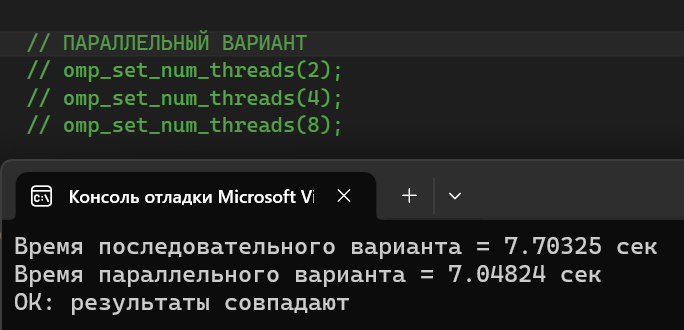 // ПАРАЛЛЕЛЬНЫЙ ВАРИАНТ
// omp_set_num_threads(2);
// omp_set_num_threads(4);
// omp_set_num_threads(8);
Консоль отладки Microsoft Vi
Время последовательного варианта = 7.70325 сек
Время параллельного варианта = 7.04824 сек
OK: результаты совпадают